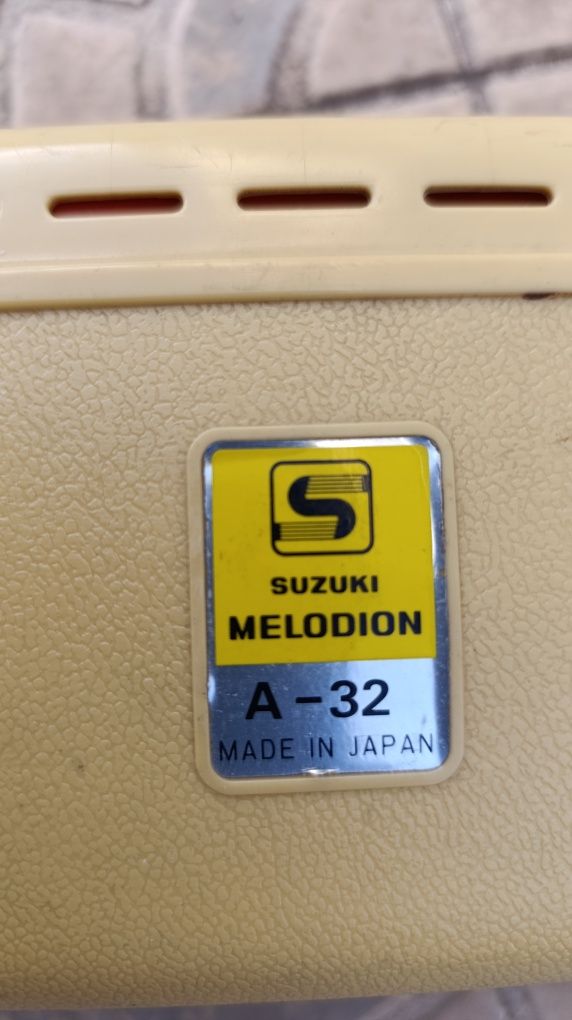 S
SUZUKI
MELODION
A-32
MADE IN JAPAN